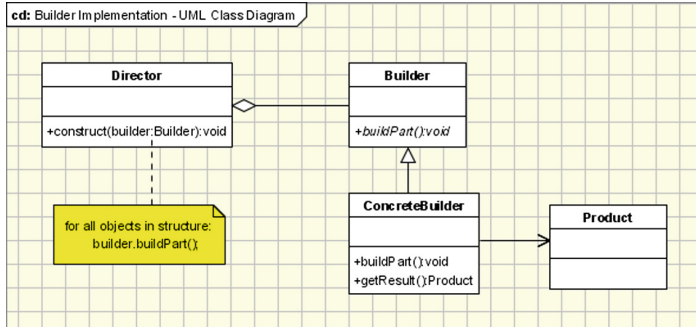 cd: Builder Implementation - UML Class Diagram
Director
+construct(builder:Builder):void
Builder
+buildPart():void
for all objects in structure:
builder.buildPart();
ConcreteBuilder
+buildPart():void
+getResult():Product
Product